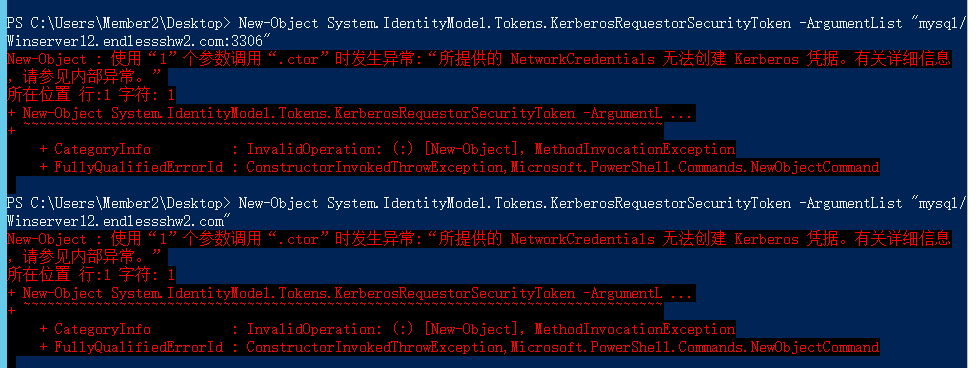 PS C:\Users\Member2\Desktop> New-Object System.IdentityModel.Tokens.KerberosRequestorSecurityToken -ArgumentList "mysql/
Winserver12.endlessshw2.com:3306"
New-Object : 使用“1”个参数调用“.ctor”时发生异常:“所提供的 NetworkCredentials 无法创建 Kerberos 凭据。有关详细信息
，请参见内部异常。”
所在位置 行:1 字符: 1
+ New-Object System.IdentityModel.Tokens.KerberosRequestorSecurityToken -ArgumentL ...
+ ~~~~~~~~~~~~~~~~~~~~~~~~~~~~~~~~~~~~~~~~~~~~~~~~~~~~~~~~~~~~~~~~~~~~~~~~~~~~~~~~
+ CategoryInfo : InvalidOperation: (:) [New-Object]，MethodInvocationException
+ FullyQualifiedErrorId : ConstructorInvokedThrowException,Microsoft.PowerShell.Commands.NewObjectCommand
PS C:\Users\Member2\Desktop> New-Object System.IdentityModel.Tokens.KerberosRequestorSecurityToken -ArgumentList "mysql/
Winserver12.endlessshw2.com"
New-Object : 使用“1”个参数调用“.ctor”时发生异常:“所提供的 NetworkCredentials 无法创建 Kerberos 凭据。有关详细信息
，请参见内部异常。”
所在位置 行:1 字符: 1
+ New-Object System.IdentityModel.Tokens.KerberosRequestorSecurityToken -ArgumentL ...
+ ~~~~~~~~~~~~~~~~~~~~~~~~~~~~~~~~~~~~~~~~~~~~~~~~~~~~~~~~~~~~~~~~~~~~~~~~~~~~~~~~
+ CategoryInfo : InvalidOperation: (:) [New-Object]，MethodInvocationException
+ FullyQualifiedErrorId : ConstructorInvokedThrowException,Microsoft.PowerShell.Commands.NewObjectCommand